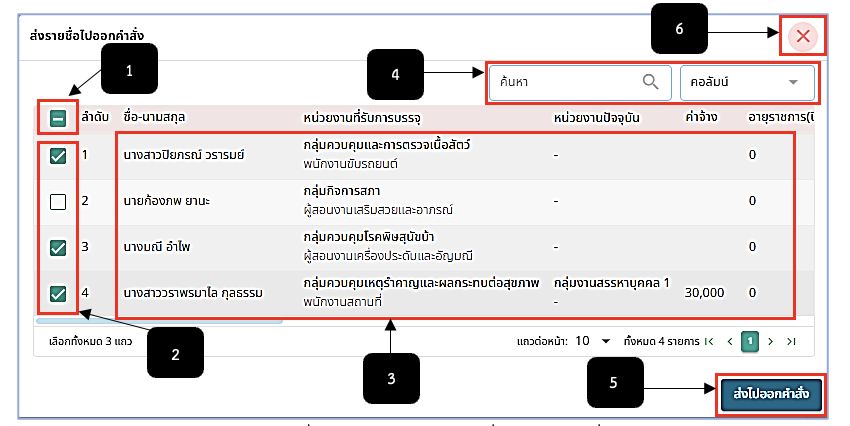 6
ส่งรายชื่อไปออกคำสั่ง
1
4
ค้นหา
คอลัมน์
ลำดับ ชื่อ-นามสกุล หน่วยงานที่รับการบรรจุ หน่วยงานปัจจุบัน ค่าจ้าง อายุราชการ(ปี
1 นางสาวปิยภรณ์ วรารมย์ กลุ่มควบคุมและการตรวจเนื้อสัตว์ - 0
พนักงานขับรถยนต์
2 นายก้องภพ ยานะ กลุ่มกิจการสภา - 0
ผู้สอนงานเสริมสวยและอาภรณ์
3 นางมณี อำไพ กลุ่มควบคุมโรคพิษสุนัขบ้า - 0
ผู้สอนงานเครื่องประดับและอัญมณี
4 นางสาววราพรมาไล กุลธรรม กลุ่มควบคุมเหตุรำคาญและผลกระทบต่อสุขภาพ กลุ่มงานสรรหาบุคคล 1 30,000 0
พนักงานสถานที่ -
เลือกทั้งหมด 3 แถว แถวต่อหน้า: 10 ทั้งหมด 4 รายการ 1
2
3
5
ส่งไปออกคำสั่ง